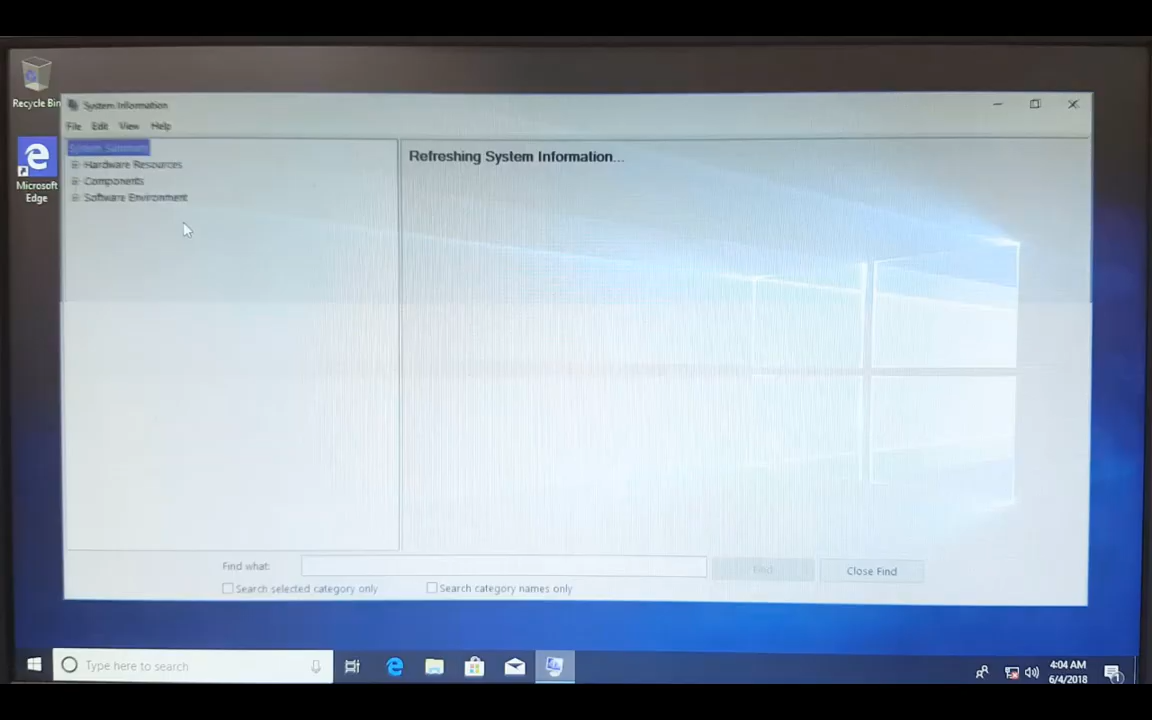 Recycle Bin
Microsoft
Edge
System Information
File Edit View Help
System Summary
Hardware Resources
Components
Software Environment
Refreshing System Information...
Find what:
Find
Close Find
Search selected category only
Search category names only
Type here to search
4:04 AM
6/4/2018
1